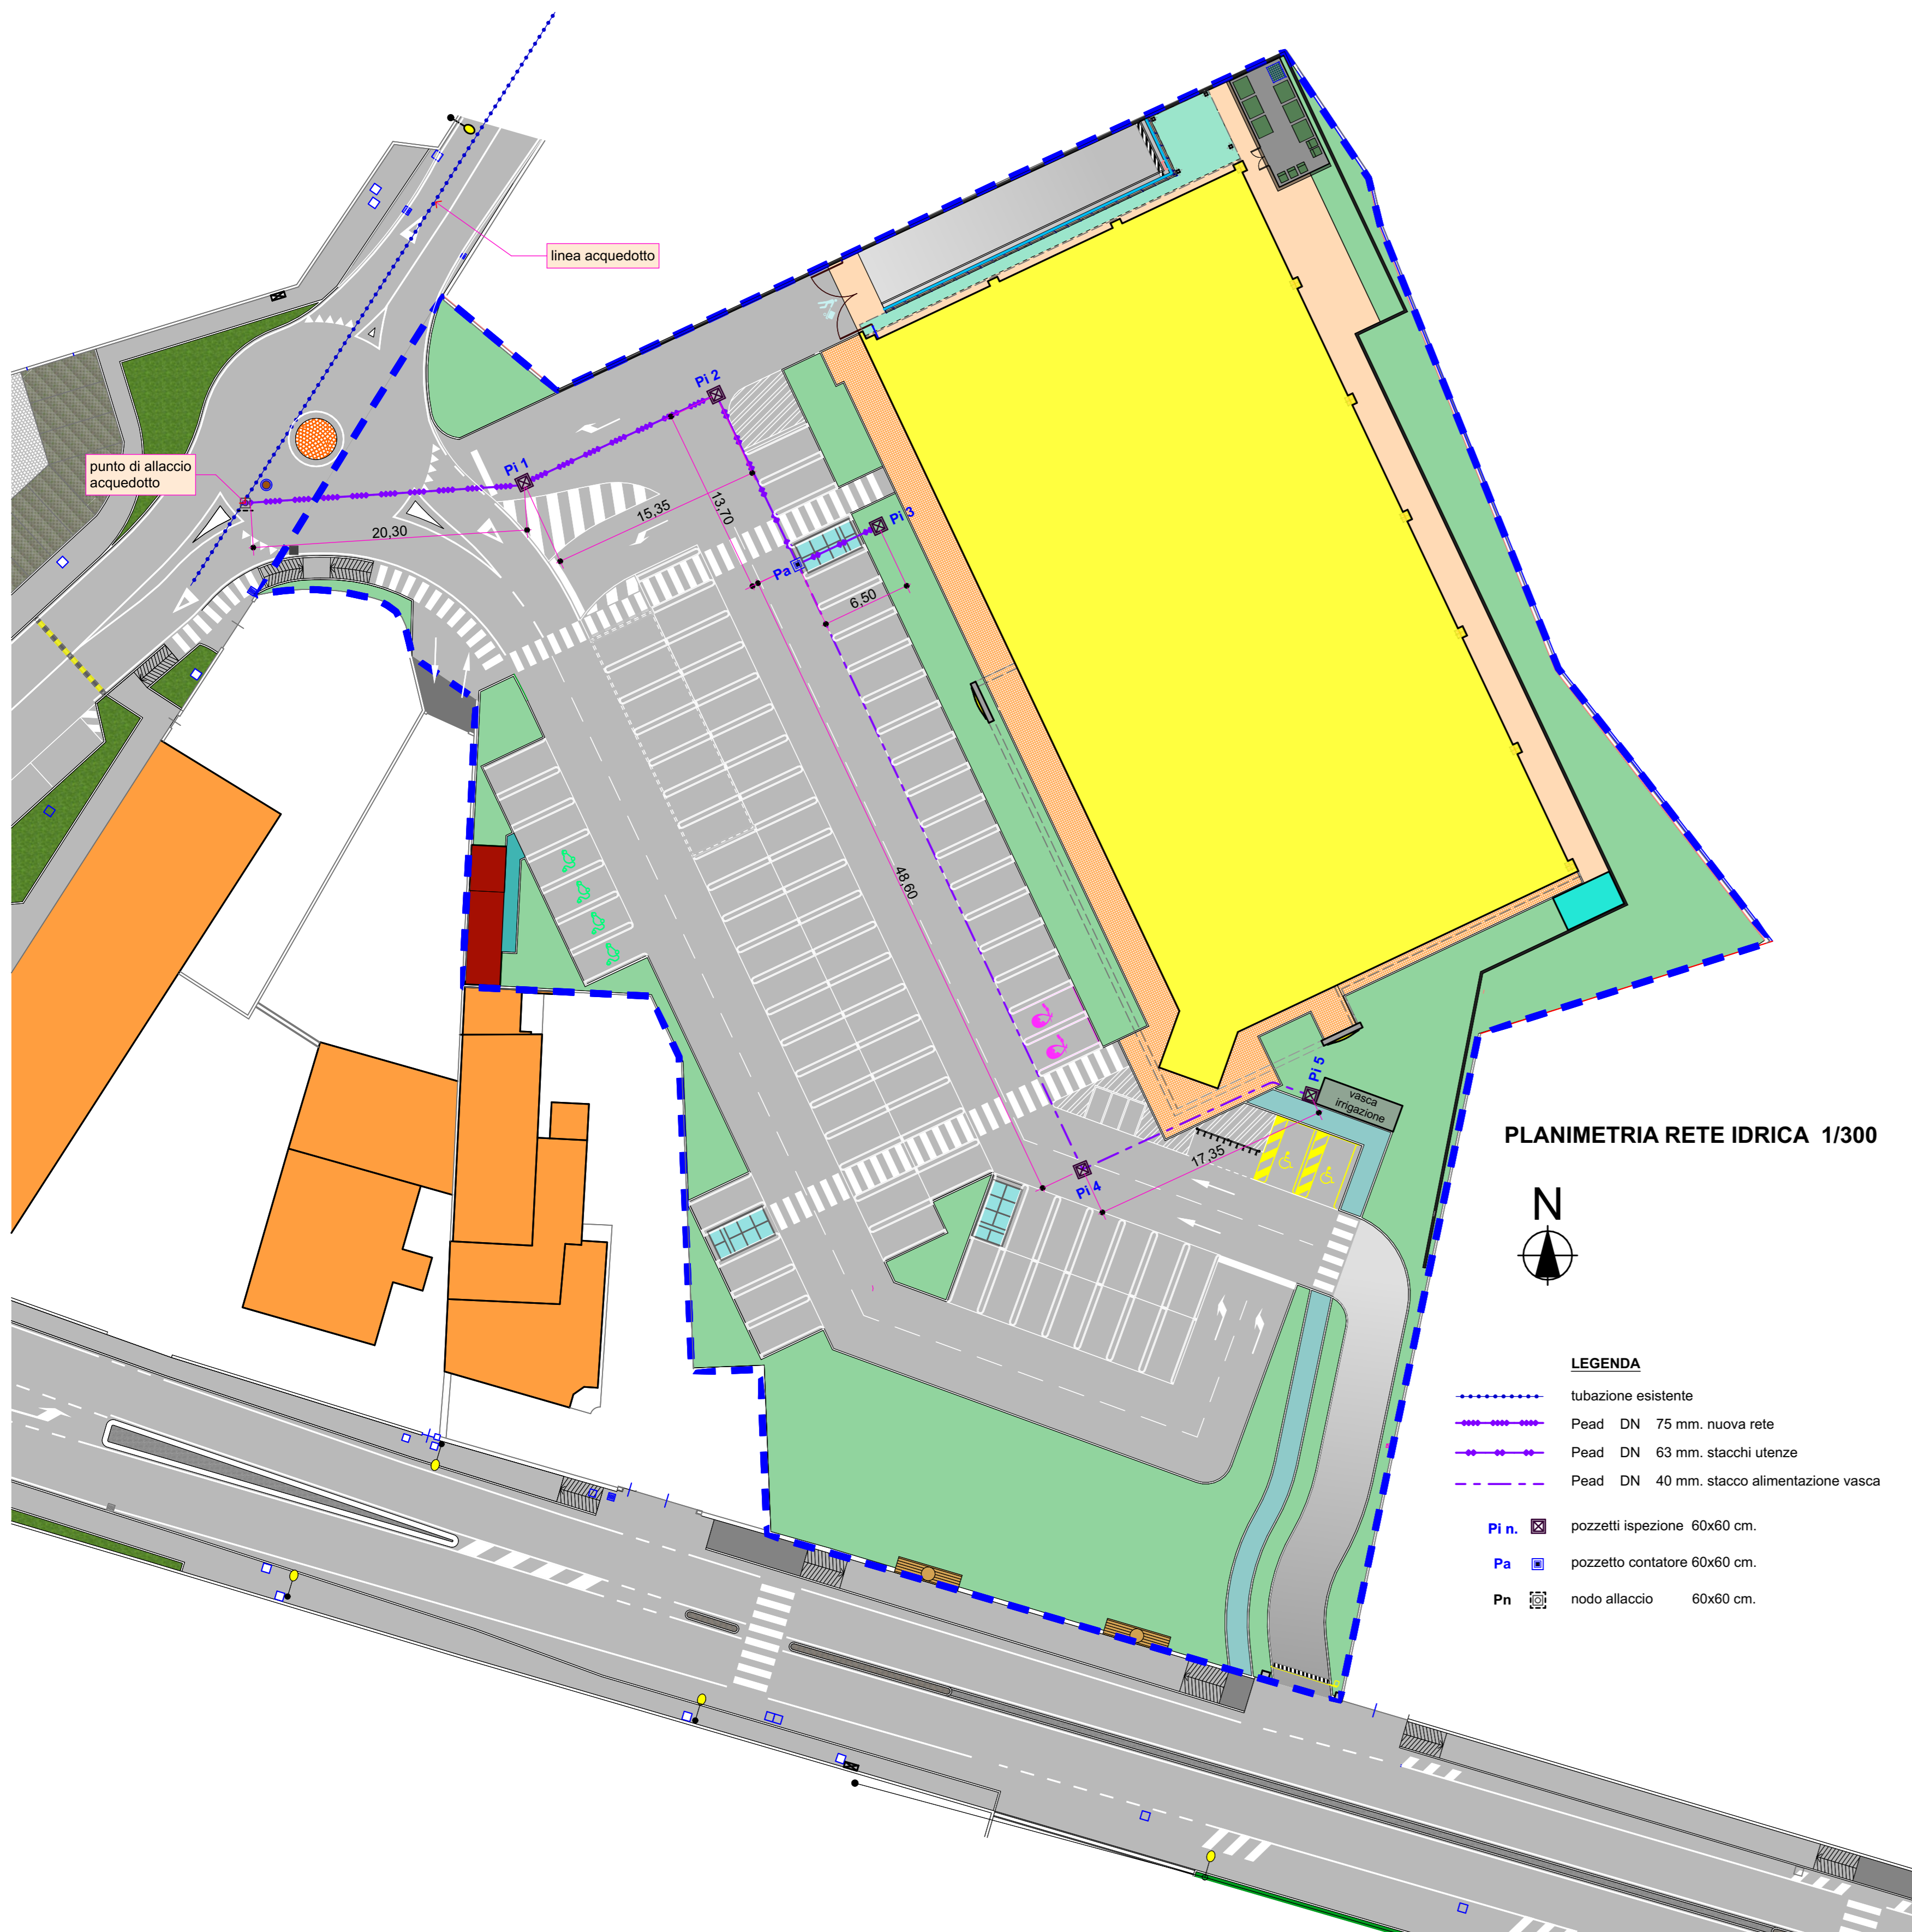 linea acquedotto
Pi 2
punto di allaccio
acquedotto
Pi 1
15,35
13,70
20,30
Pi 3
Pa
6,50
48,60
Pi 5
vasca
irrigazione
17,35
Pi 4
PLANIMETRIA RETE IDRICA 1/300
N
LEGENDA
tubazione esistente
Pead DN 75 mm. nuova rete
Pead DN 63 mm. stacchi utenze
Pead DN 40 mm. stacco alimentazione vasca
Pi n. pozzetti ispezione 60x60 cm.
Pa pozzetto contatore 60x60 cm.
Pn nodo allaccio 60x60 cm.